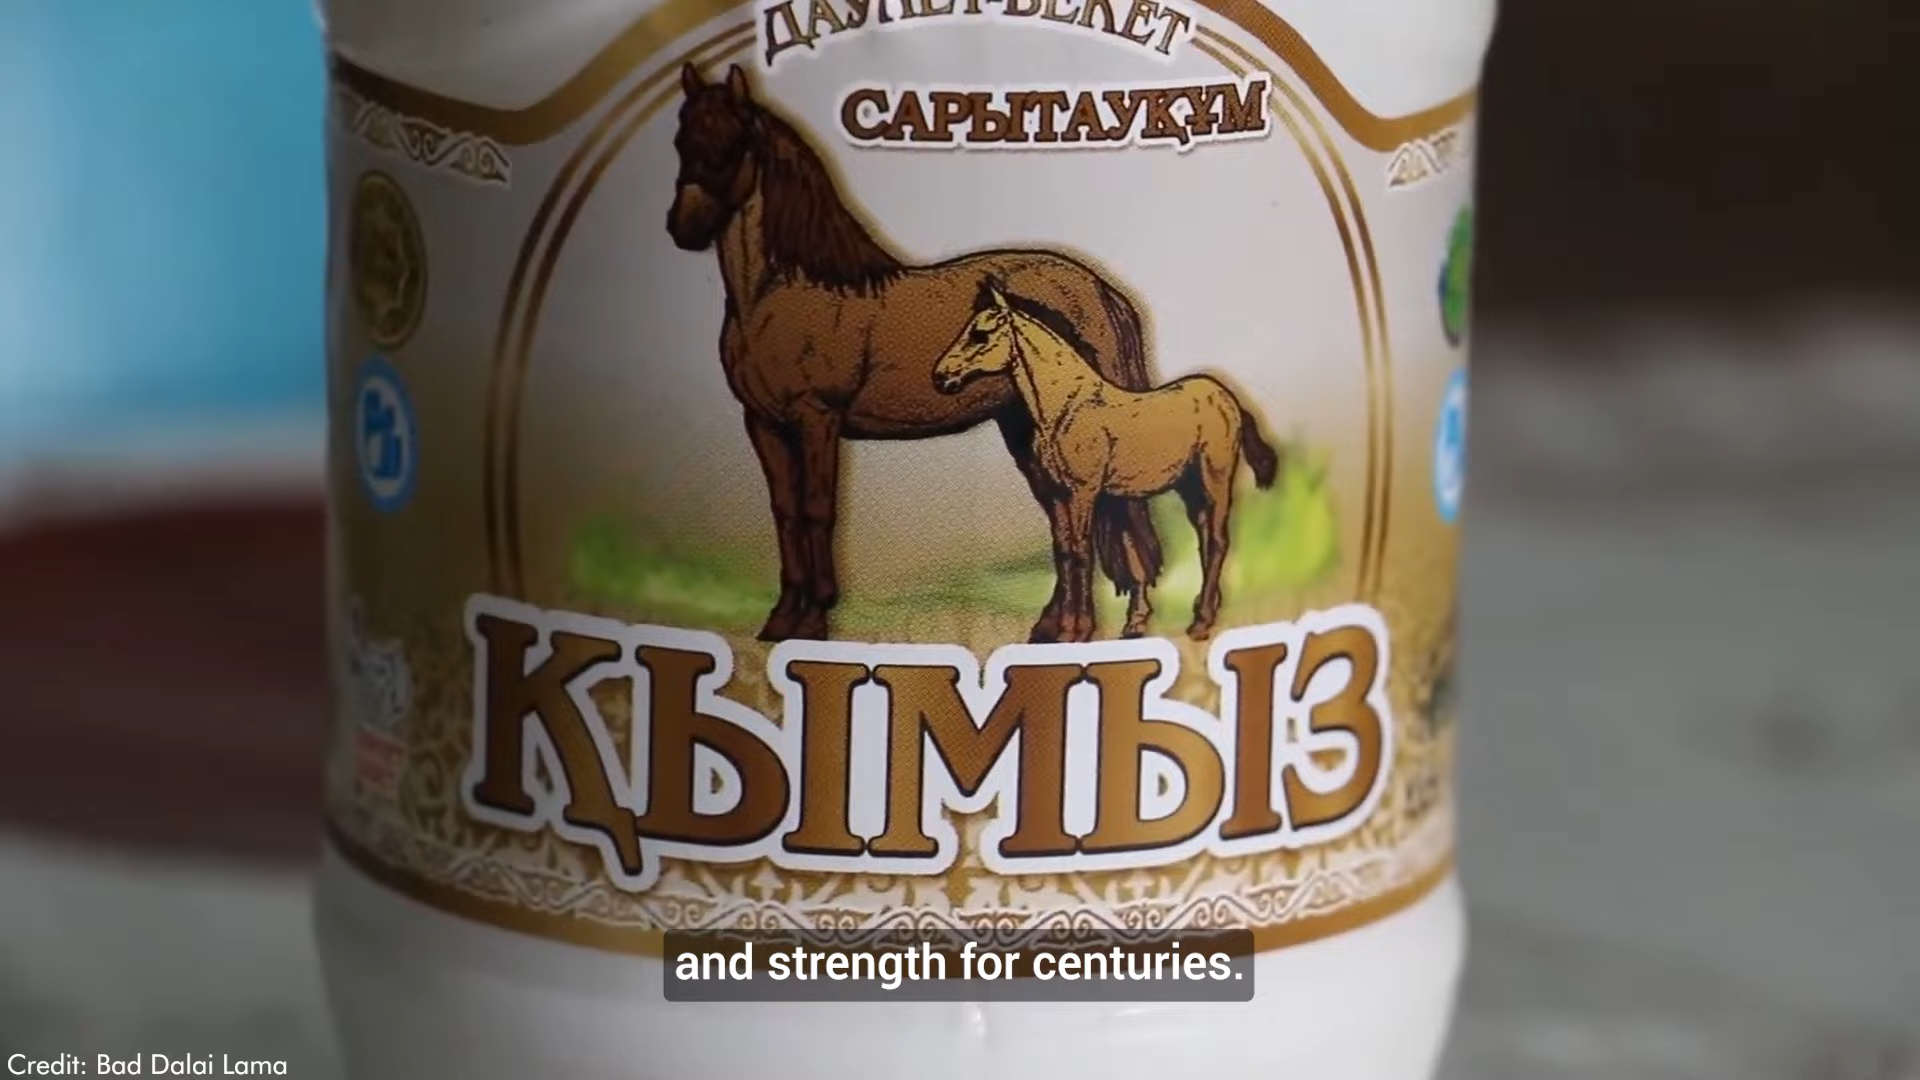 ДАУЛЕТ-БЕКЕТ
САРЫТАУҚҰМ
ҚЫМЫЗ
and strength for centuries.
Credit: Bad Dalai Lama